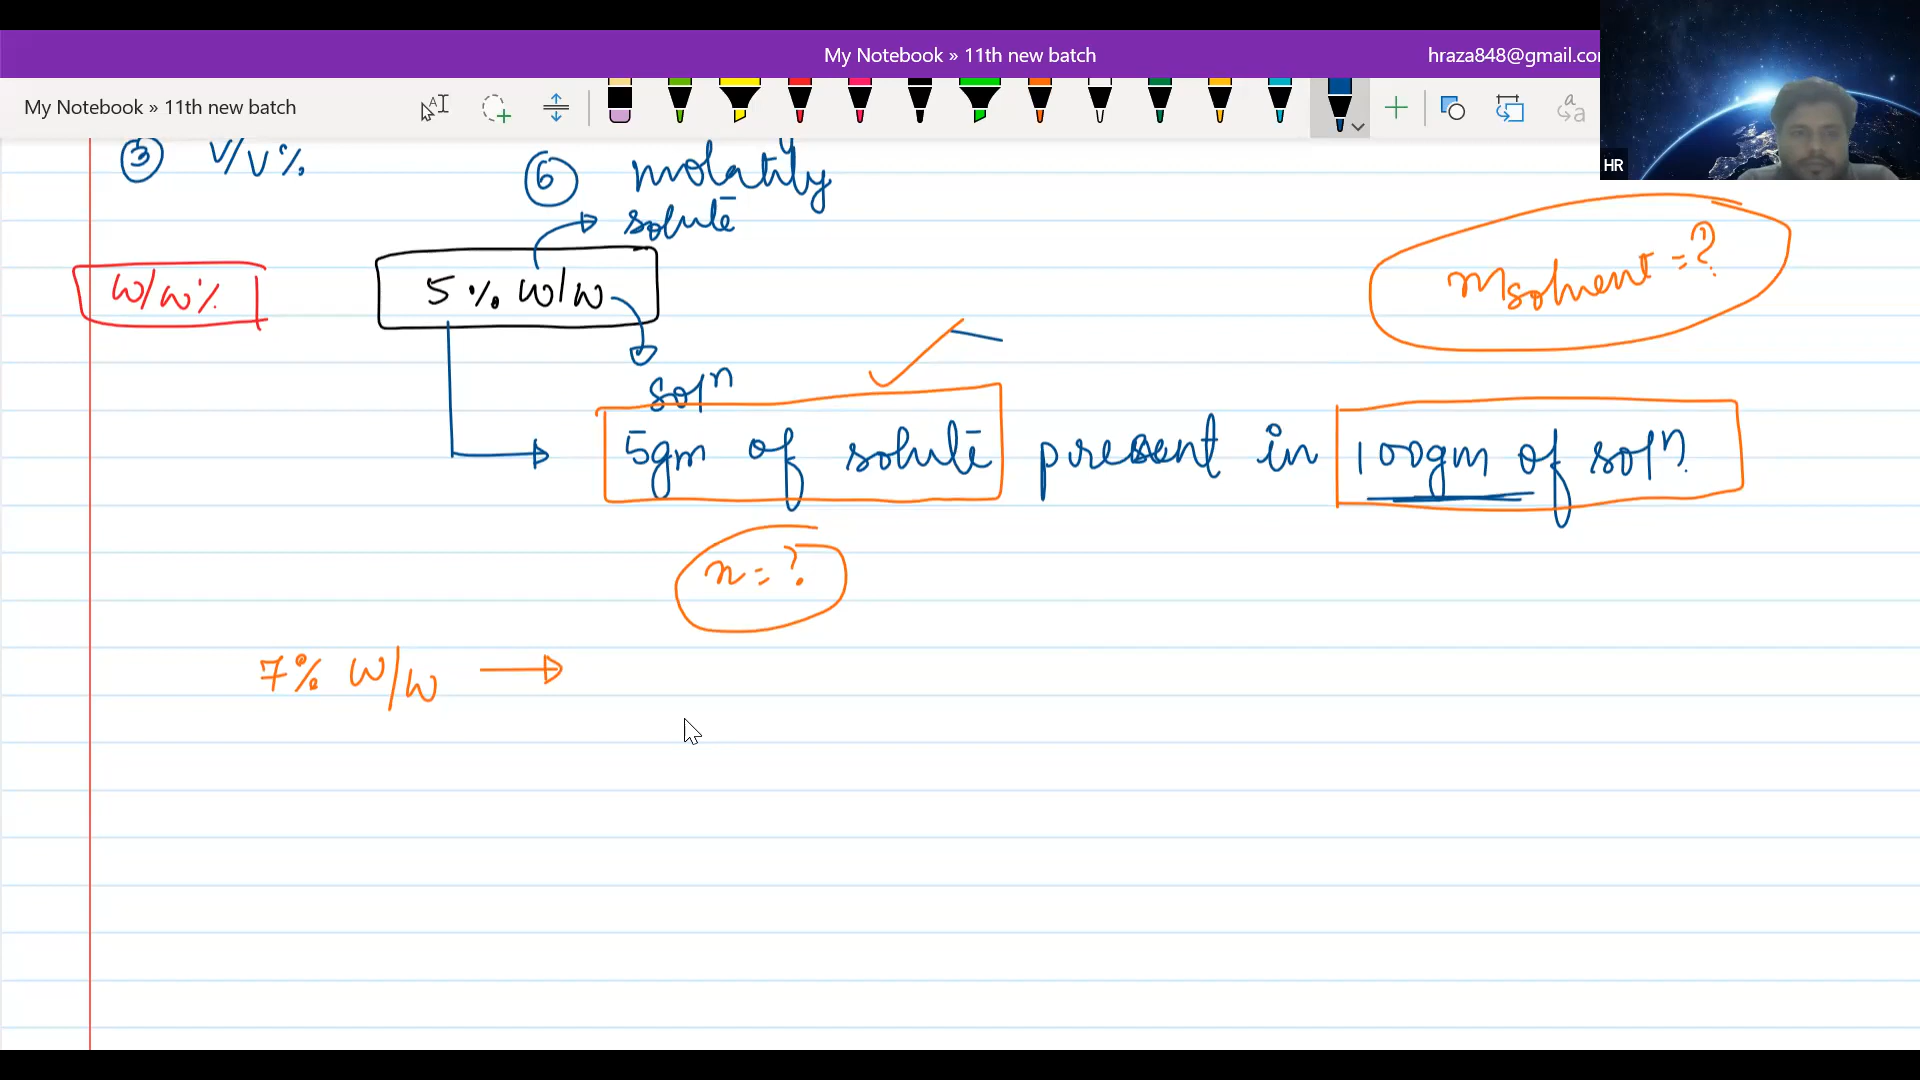 My Notebook » 11th new batch
hraza848@gmail.co
My Notebook » 11th new batch
HR
③ V/V%
⑥ molality
solute
W/W%
5% W/W
Msolvent = ?
solⁿ
5gm of solute present in 100gm of solⁿ.
n = ?
7% W/W →